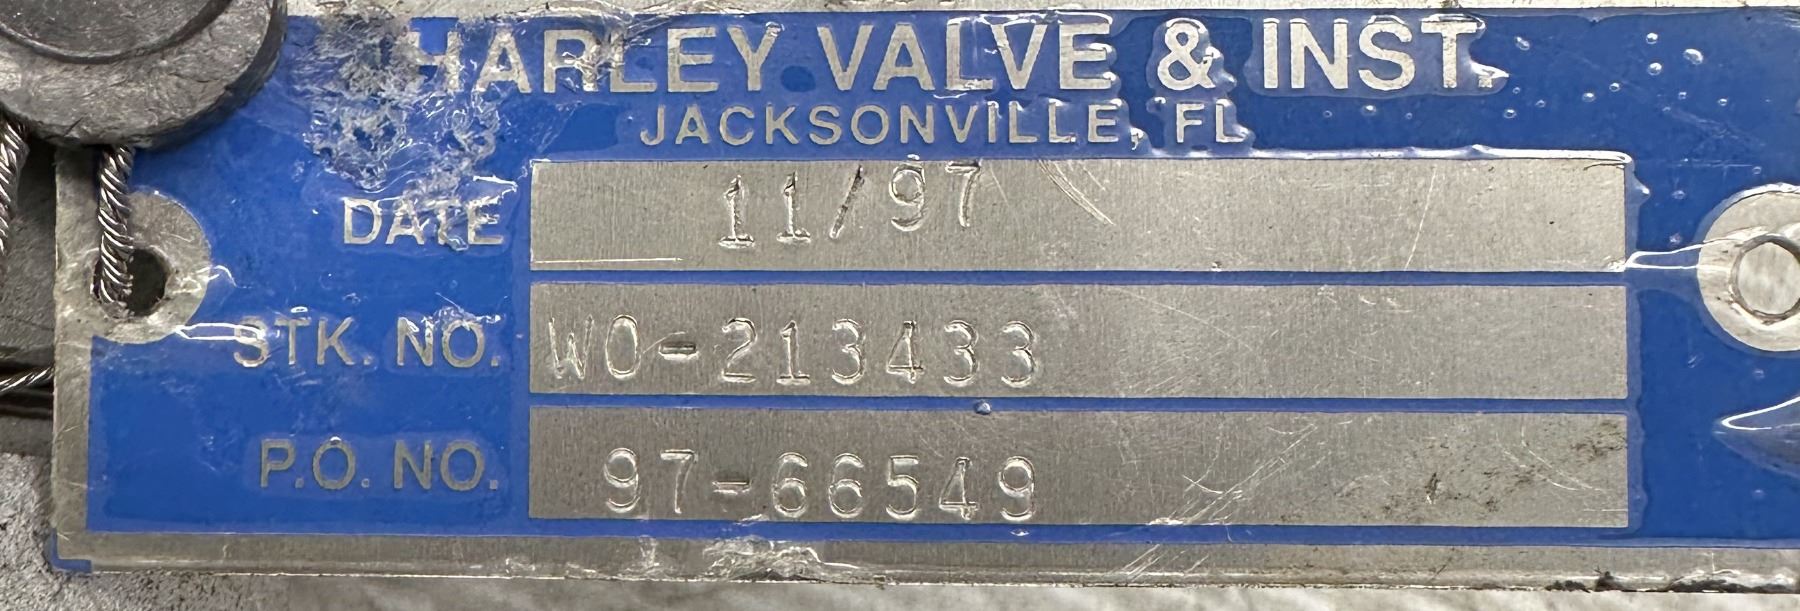 HARLEY VALVE & INST.
JACKSONVILLE, FL
DATE 11/97
STK. NO. WO-213433
P.O. NO. 97-66549